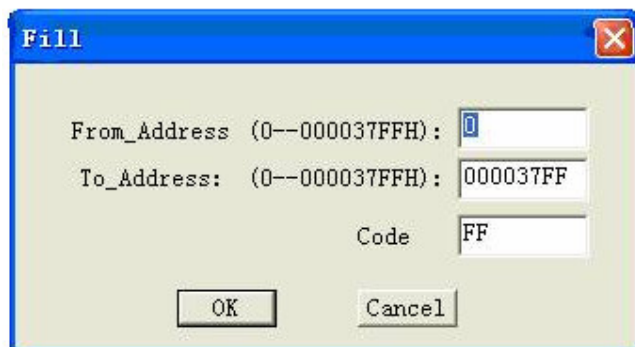 Fill
From_Address (0--000037FFH): 0
To_Address: (0--000037FFH): 000037FF
Code FF
OK Cancel